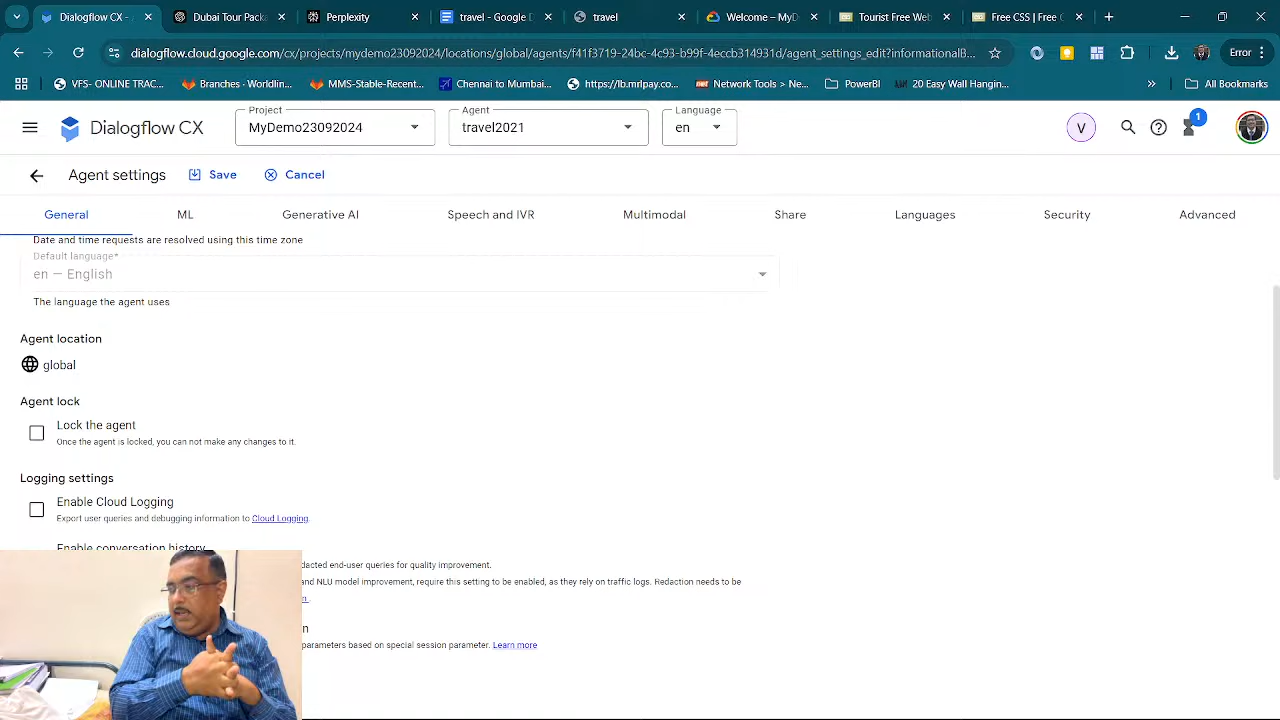 Dialogflow CX -
Dubai Tour Pack
Perplexity
travel - Google D
travel
Welcome – MyD
Tourist Free Web
Free CSS | Free C
dialogflow.cloud.google.com/cx/projects/mydemo23092024/locations/global/agents/f41f3719-24bc-4c93-b99f-4eccb314931d/agent_settings_edit?informationalB...
Error
VFS- ONLINE TRAC...
Branches · Worldlin...
MMS-Stable-Recent...
Chennai to Mumbai...
https://lb.mrlpay.co...
Network Tools > Ne...
PowerBI
20 Easy Wall Hangin...
»
All Bookmarks
Dialogflow CX
Project
MyDemo23092024
Agent
travel2021
Language
en
V
1
Agent settings
Save
Cancel
General
ML
Generative AI
Speech and IVR
Multimodal
Share
Languages
Security
Advanced
Date and time requests are resolved using this time zone
Default language*
en — English
The language the agent uses
Agent location
global
Agent lock
Lock the agent
Once the agent is locked, you can not make any changes to it.
Logging settings
Enable Cloud Logging
Export user queries and debugging information to Cloud Logging.
Enable conversation history
dacted end-user queries for quality improvement.
and NLU model improvement, require this setting to be enabled, as they rely on traffic logs. Redaction needs to be
parameters based on special session parameter. Learn more